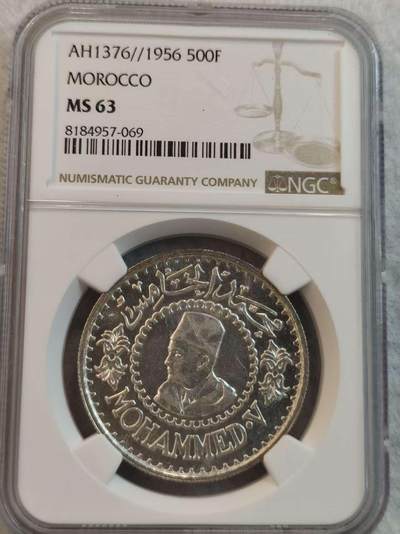 AH1376//1956 500F
MOROCCO
MS 63
8184957-069
NUMISMATIC GUARANTY COMPANY NGC®
محمد الخامس
MOHAMMED·V